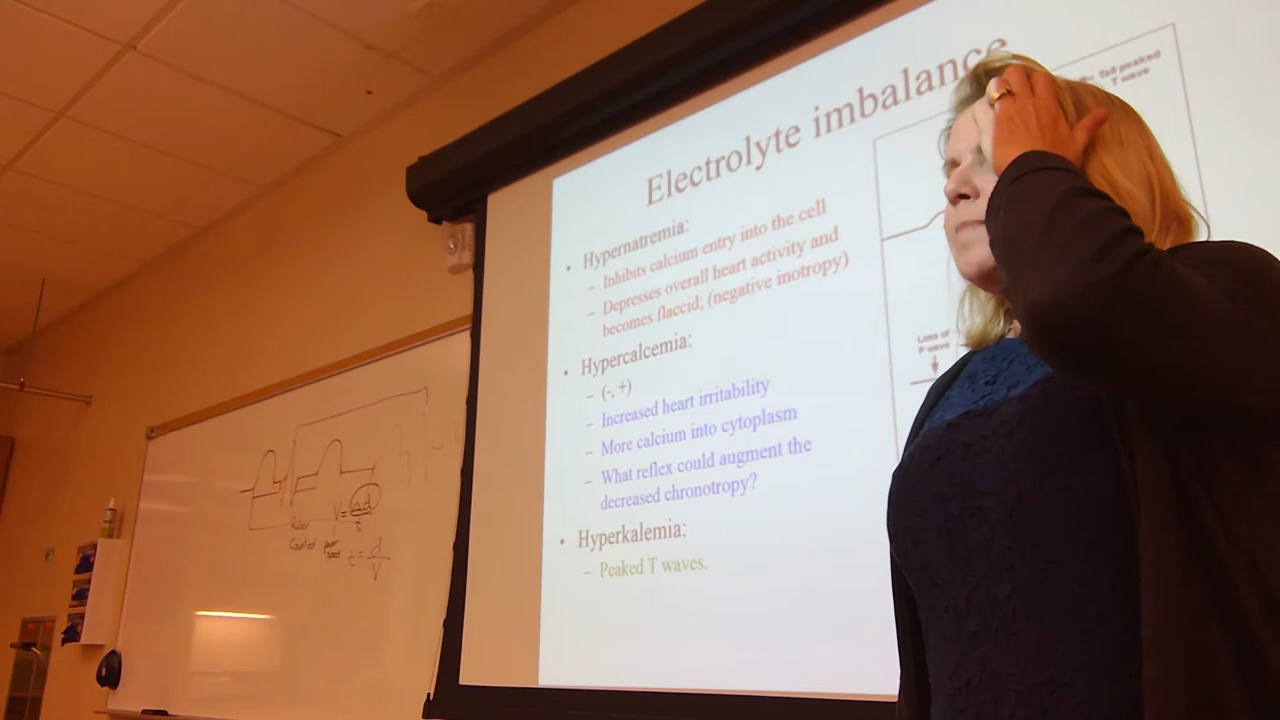 Electrolyte imbalance
• Hypernatremia:
– Inhibits calcium entry into the cell
– Depresses overall heart activity and
becomes flaccid; (negative inotropy)
• Hypercalcemia:
– (-, +)
– Increased heart irritability
– More calcium into cytoplasm
– What reflex could augment the
decreased chronotropy?
• Hyperkalemia:
– Peaked T waves.
Tall peaked
T wave
Loss of
P wave
V = Δd
t
Counted
t = d
V